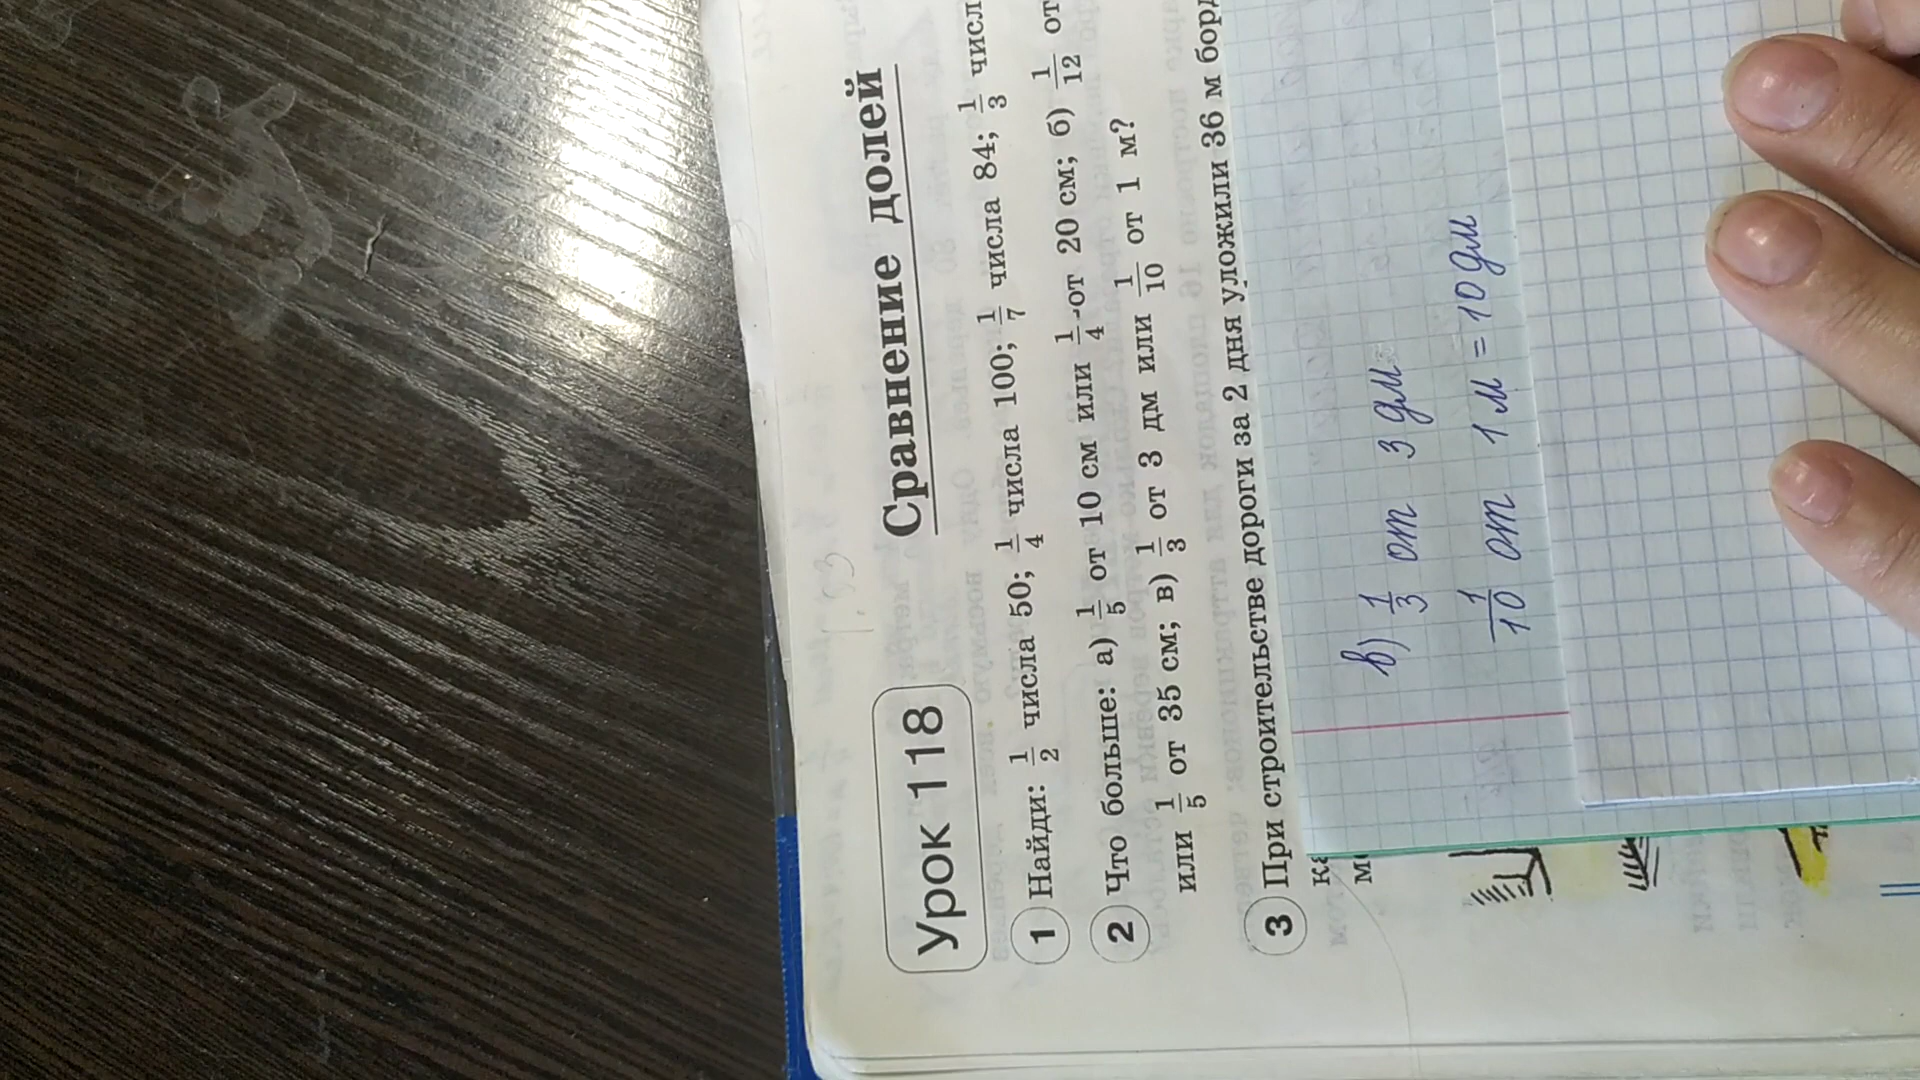 Урок 118
Сравнение долей
1 Найди: 1/2 числа 50; 1/4 числа 100; 1/7 числа 84; 1/3 числ
2 Что больше: а) 1/5 от 10 см или 1/4 от 20 см; б) 1/12 от
или 1/5 от 35 см; в) 1/3 от 3 дм или 1/10 от 1 м?
3 При строительстве дороги за 2 дня уложили 36 м борд
ка
мо
в) 1/3 от 3 дм
1/10 от 1 м = 10 дм